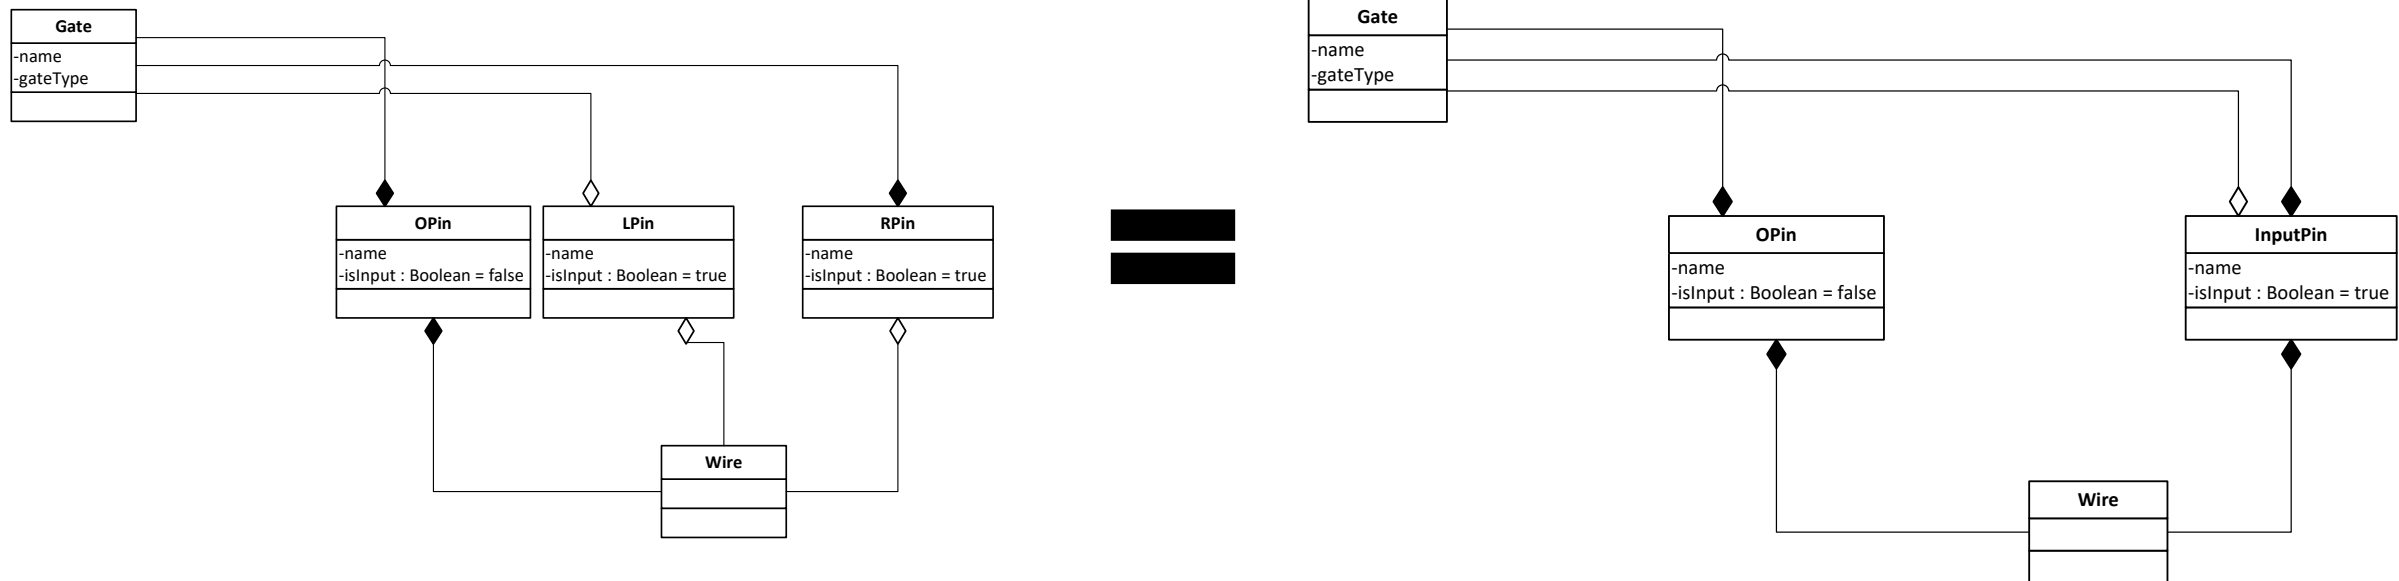 Gate
-name
-gateType
OPin
-name
-isInput : Boolean = false
LPin
-name
-isInput : Boolean = true
RPin
-name
-isInput : Boolean = true
Wire
Gate
-name
-gateType
OPin
-name
-isInput : Boolean = false
InputPin
-name
-isInput : Boolean = true
Wire